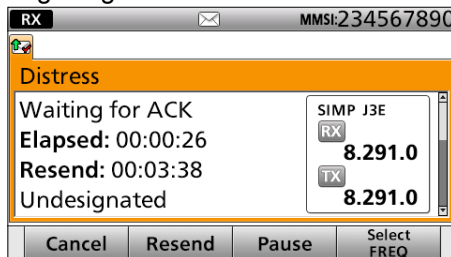 RX MMSI:234567890
Distress
Waiting for ACK
Elapsed: 00:00:26
Resend: 00:03:38
Undesignated
SIMP J3E
RX
8.291.0
TX
8.291.0
Cancel Resend Pause Select FREQ